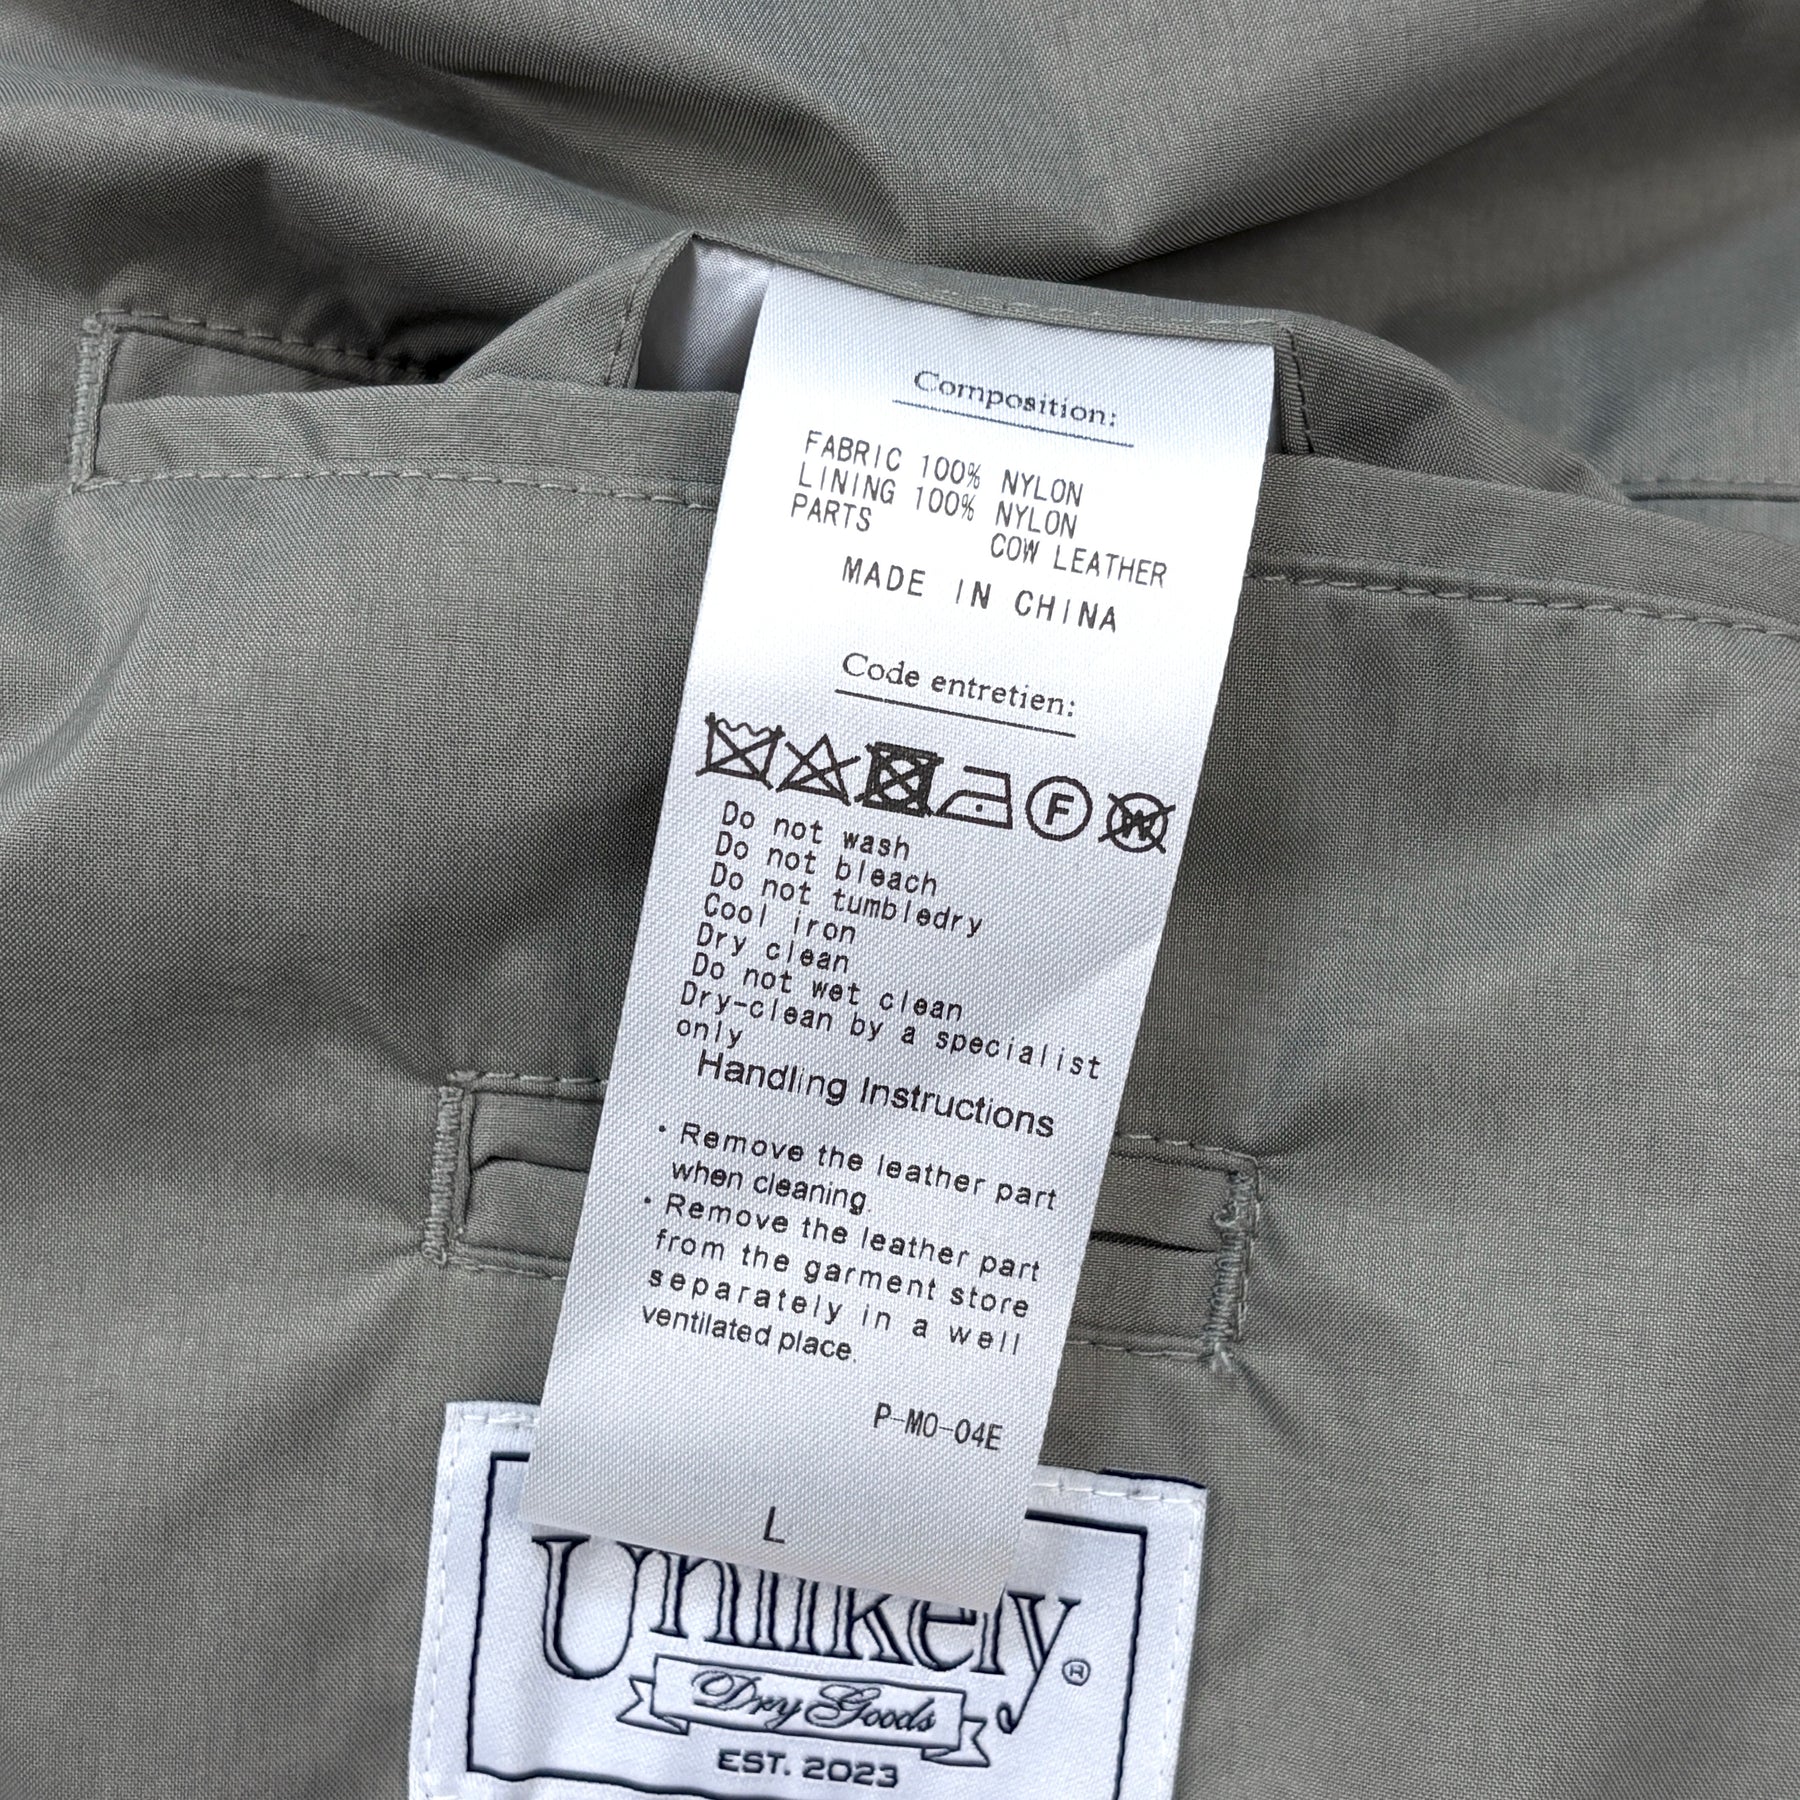 Composition:
FABRIC 100% NYLON
LINING 100% NYLON
PARTS COW LEATHER
MADE IN CHINA
Code entretien:
F W
Do not wash
Do not bleach
Do not tumbledry
Cool iron
Dry clean
Do not wet clean
Dry-clean by a specialist
only
Handling Instructions
・Remove the leather part
when cleaning.
・Remove the leather part
from the garment store
separately in a well
ventilated place.
P-MO-04E
L
Unlikely®
Dry Goods
EST. 2023